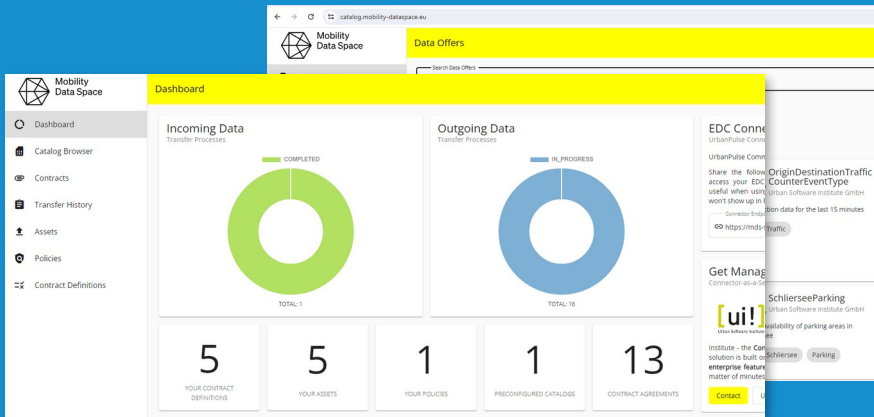 catalog.mobility-dataspace.eu
Mobility
Data Space
Data Offers
Search Data Offers
Mobility
Data Space
Dashboard
Dashboard
Catalog Browser
Contracts
Transfer History
Assets
Policies
Contract Definitions
Incoming Data
Transfer Processes
COMPLETED
TOTAL: 1
Outgoing Data
Transfer Processes
IN_PROGRESS
TOTAL: 16
5
YOUR CONTRACT
DEFINITIONS
5
YOUR ASSETS
1
YOUR POLICIES
1
PRECONFIGURED CATALOGS
13
CONTRACT AGREEMENTS
EDC Conne
UrbanPulse Conne
UrbanPulse Comm
Share the follow
access your EDC
useful when usin
won't show up in
Connector Endpo
https://mds-
Get Manag
Connector-as-a-Se
[ui!]
Urban Software Institute
Institute - the Con
solution is built on
enterprise feature
matter of minutes
Contact
U
OriginDestinationTraffic
CounterEventType
Urban Software Institute GmbH
tion data for the last 15 minutes
Traffic
SchlierseeParking
Urban Software Institute GmbH
vailability of parking areas in
ee
Schliersee
Parking